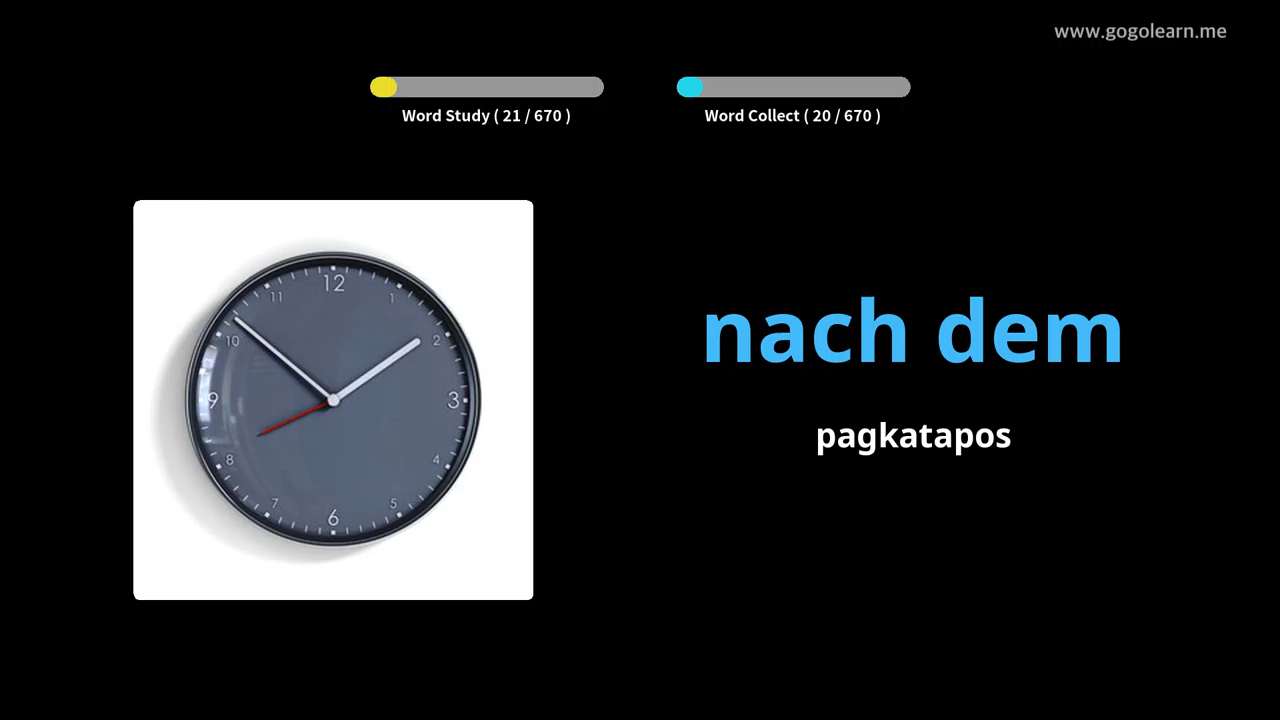 www.gogolearn.me
Word Study ( 21 / 670 )
Word Collect ( 20 / 670 )
12
11
1
10
2
9
3
8
4
7
5
6
nach dem
pagkatapos